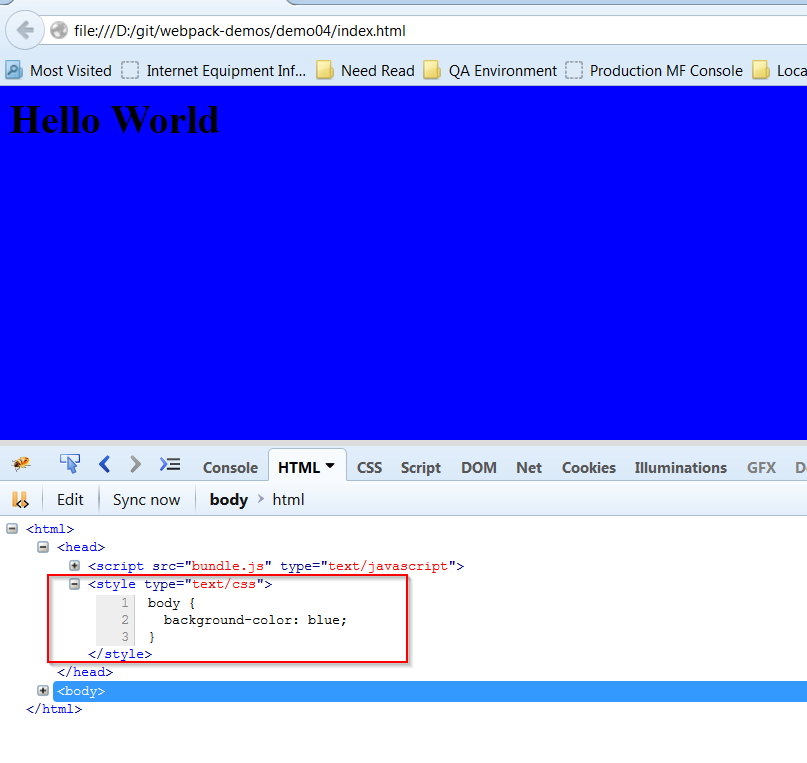 file:///D:/git/webpack-demos/demo04/index.html
Most Visited Internet Equipment Inf... Need Read QA Environment Production MF Console Loca
Hello World
Console HTML CSS Script DOM Net Cookies Illuminations GFX
Edit Sync now body > html
<html>
<head>
<script src="bundle.js" type="text/javascript">
<style type="text/css">
1 body {
2 background-color: blue;
3 }
</style>
</head>
<body>
</html>